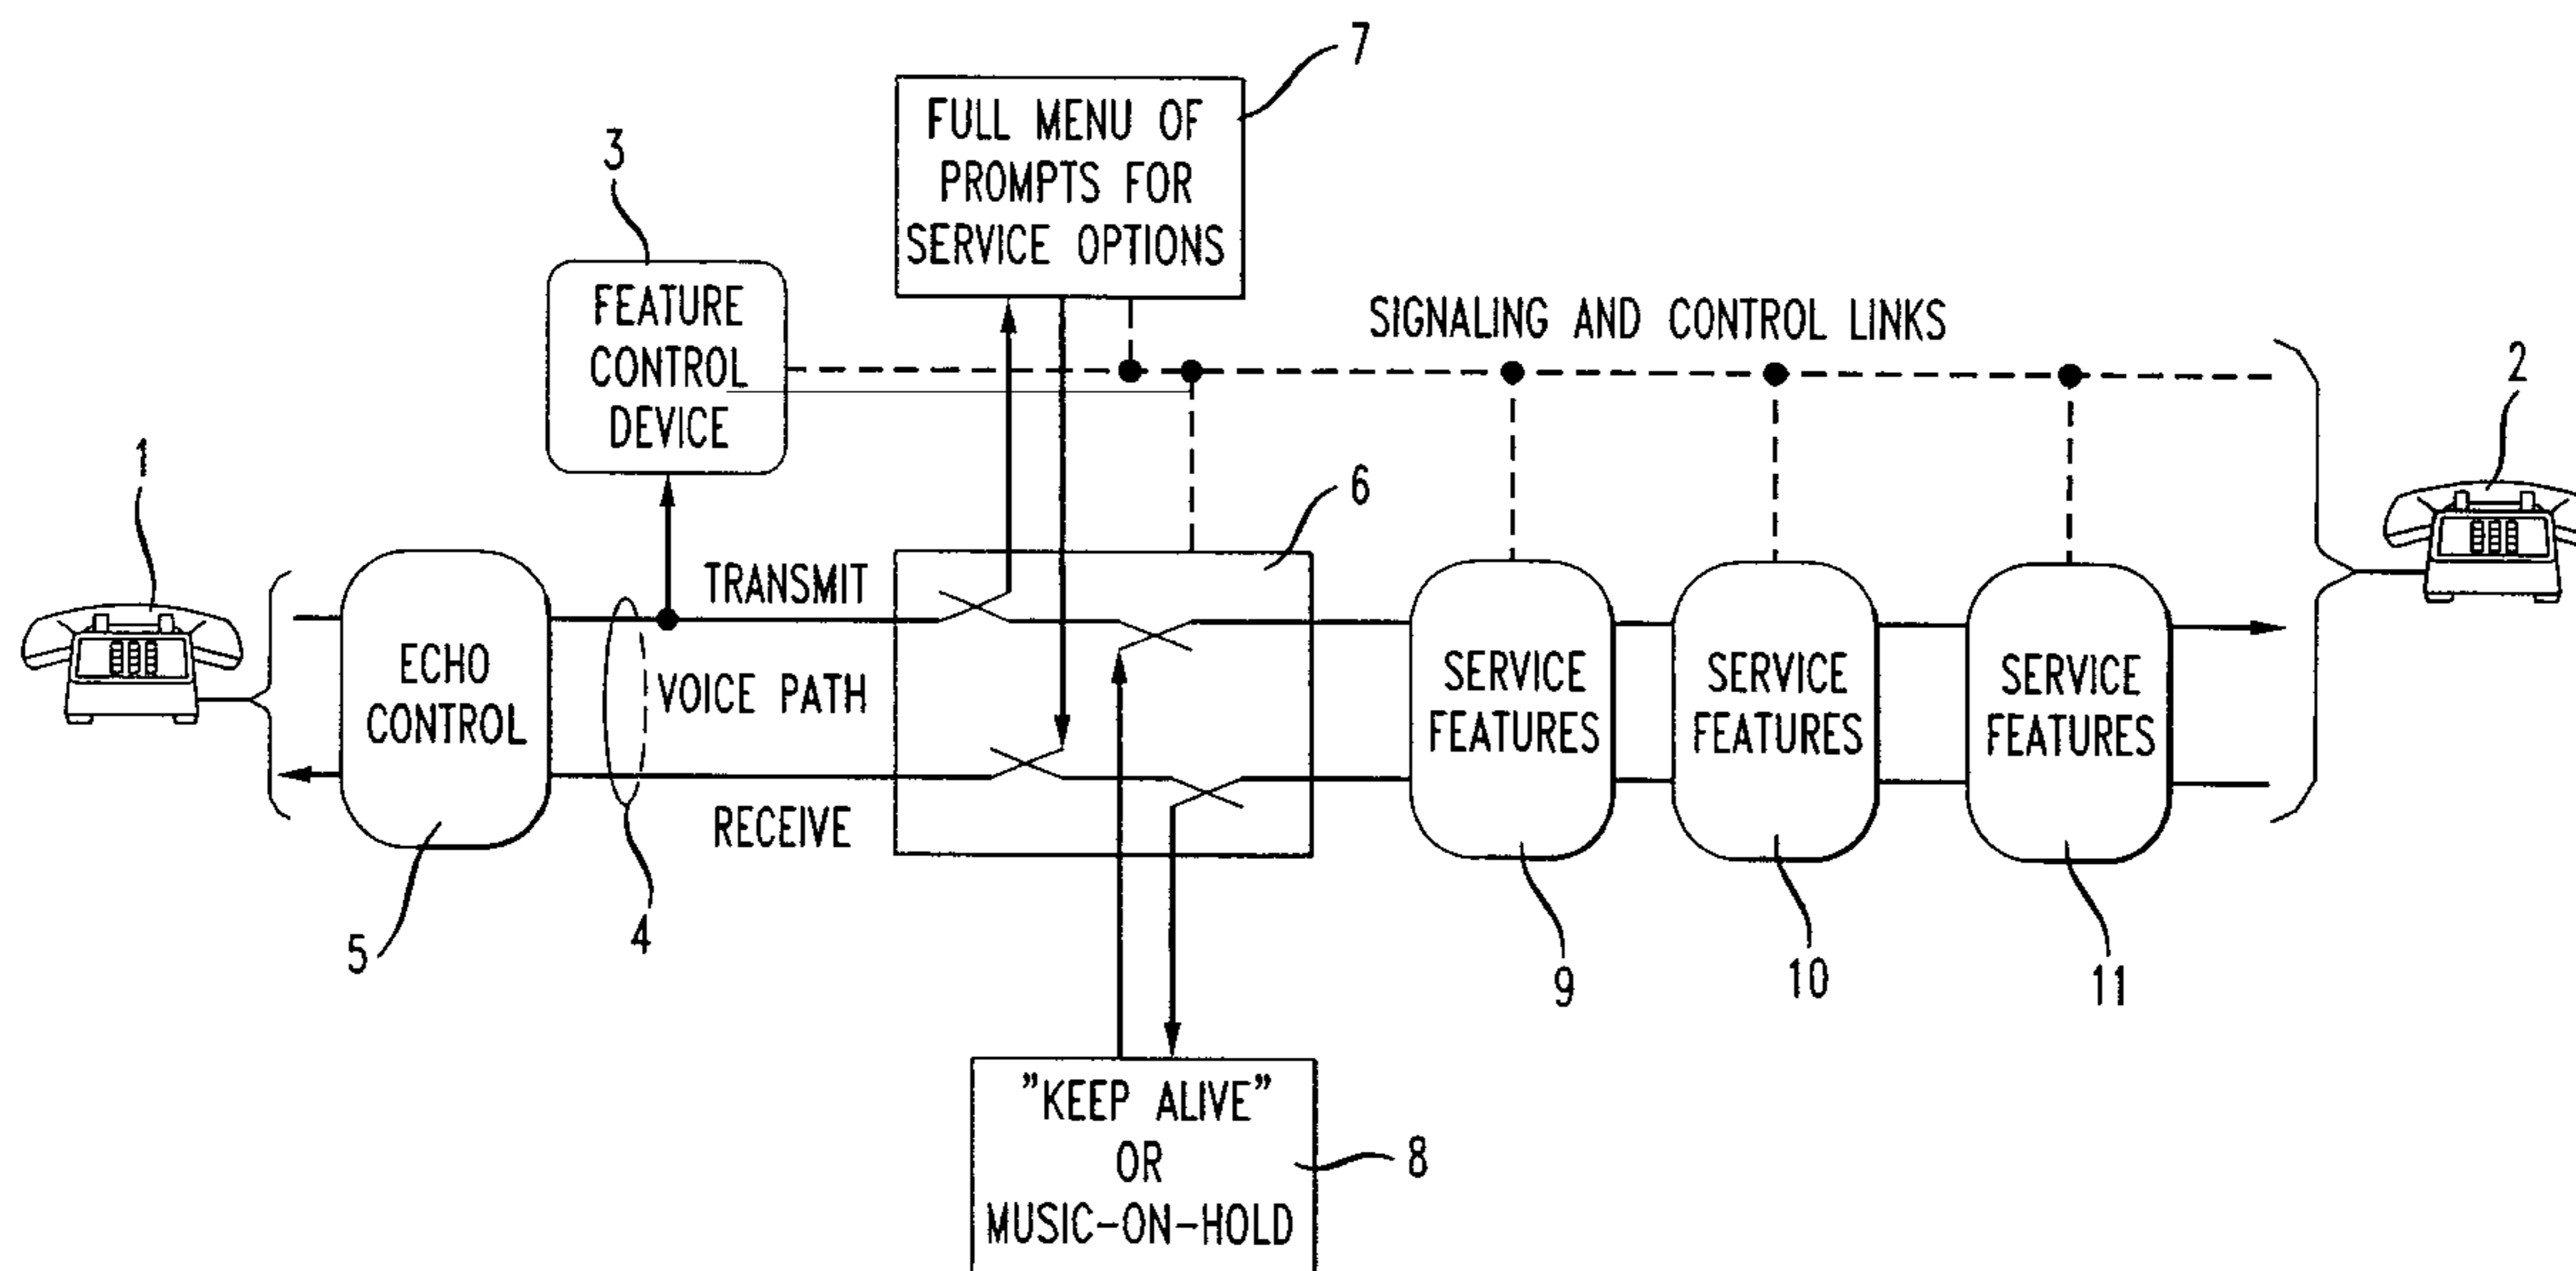 7
FULL MENU OF
PROMPTS FOR
SERVICE OPTIONS
3
FEATURE
CONTROL
DEVICE
SIGNALING AND CONTROL LINKS
2
1
6
TRANSMIT
ECHO
CONTROL
VOICE PATH
RECEIVE
SERVICE
FEATURES
SERVICE
FEATURES
SERVICE
FEATURES
5
4
9
10
11
”KEEP ALIVE”
OR
MUSIC-ON-HOLD
8